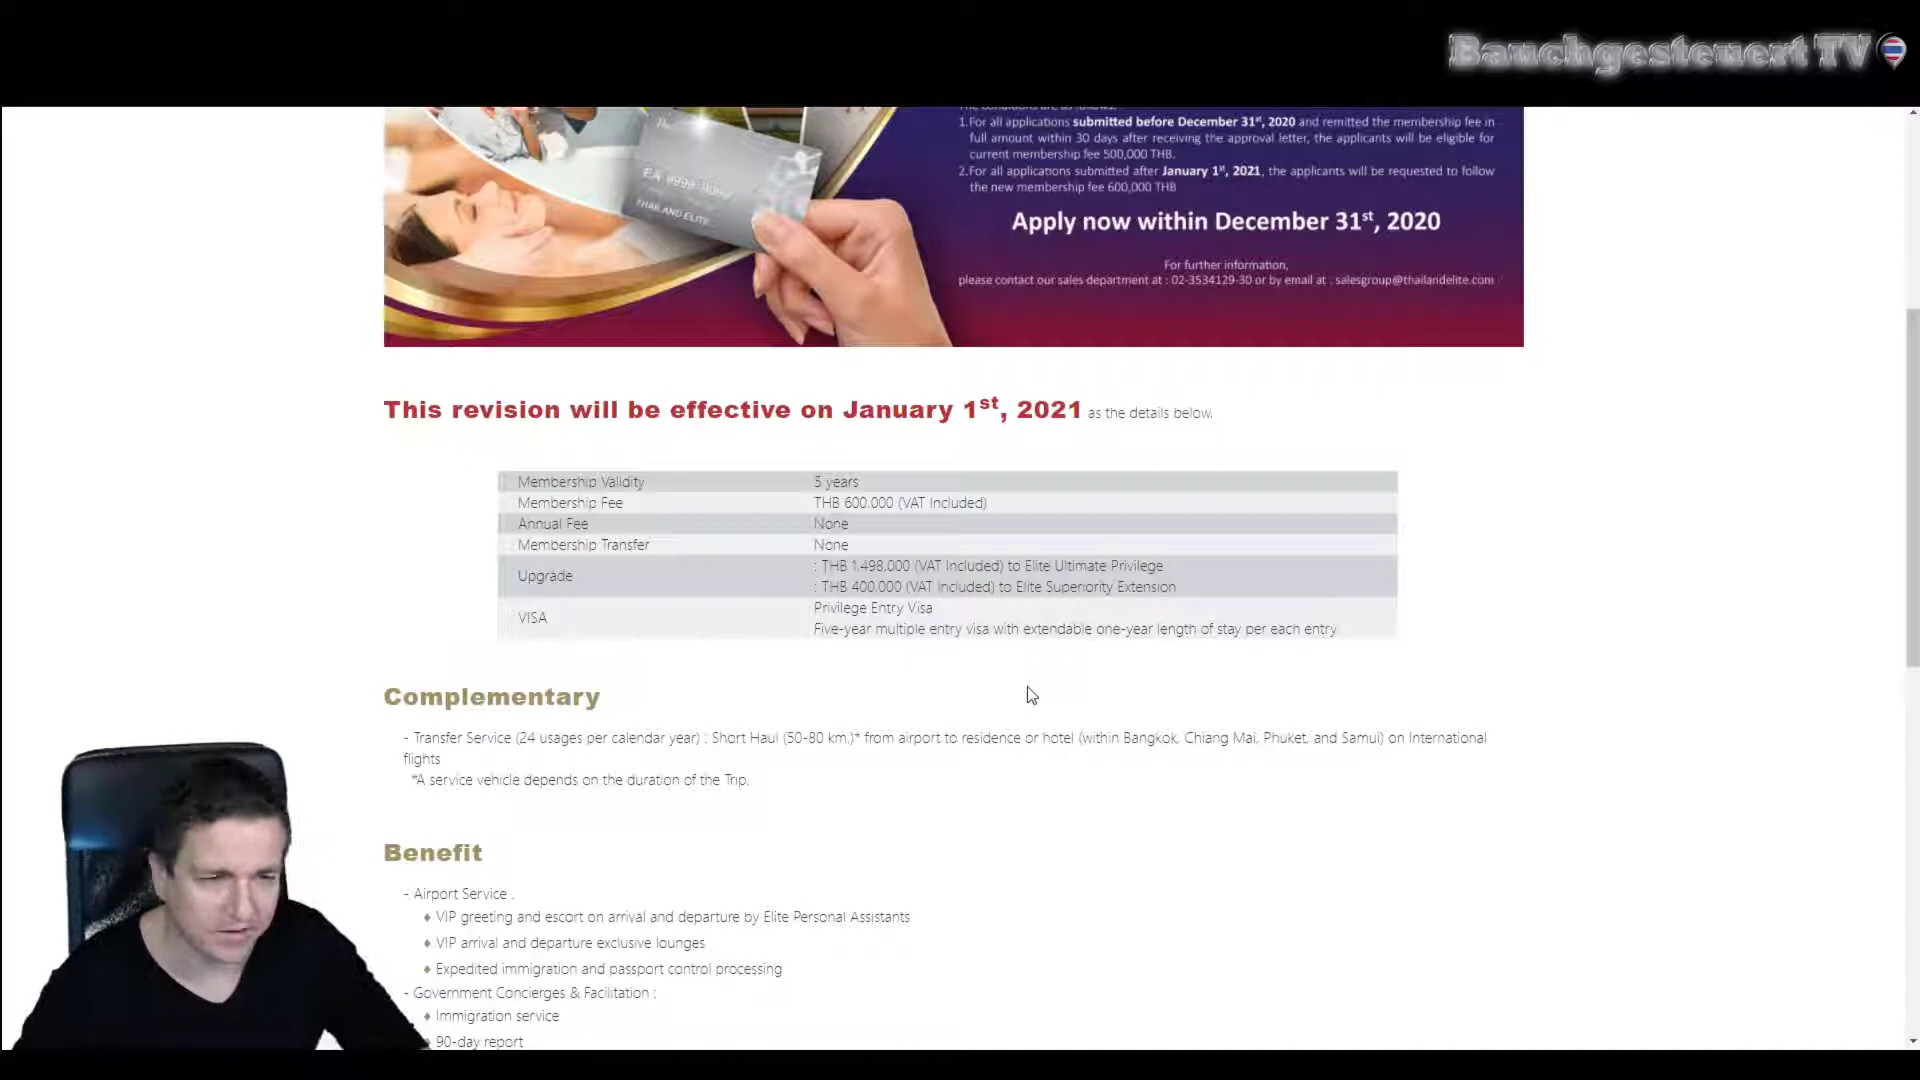 Bauchgesteuert TV
1.For all applications submitted before December 31st, 2020 and remitted the membership fee in
full amount within 30 days after receiving the approval letter, the applicants will be eligible for
current membership fee 500,000 THB.
2.For all applications submitted after January 1st, 2021, the applicants will be requested to follow
the new membership fee 600,000 THB
Apply now within December 31st, 2020
For further information,
please contact our sales department at : 02-3534129-30 or by email at : salesgroup@thailandelite.com
THAILAND ELITE
This revision will be effective on January 1st, 2021 as the details below.
Membership Validity 5 years
Membership Fee THB 600.000 (VAT Included)
Annual Fee None
Membership Transfer None
Upgrade : THB 1,498,000 (VAT Included) to Elite Ultimate Privilege
: THB 400.000 (VAT Included) to Elite Superiority Extension
VISA Privilege Entry Visa
Five-year multiple entry visa with extendable one-year length of stay per each entry
Complementary
- Transfer Service (24 usages per calendar year) : Short Haul (50-80 km.)* from airport to residence or hotel (within Bangkok, Chiang Mai, Phuket, and Samui) on International
flights
*A service vehicle depends on the duration of the Trip.
Benefit
- Airport Service :
♦ VIP greeting and escort on arrival and departure by Elite Personal Assistants
♦ VIP arrival and departure exclusive lounges
♦ Expedited immigration and passport control processing
- Government Concierges & Facilitation :
♦ Immigration service
♦ 90-day report